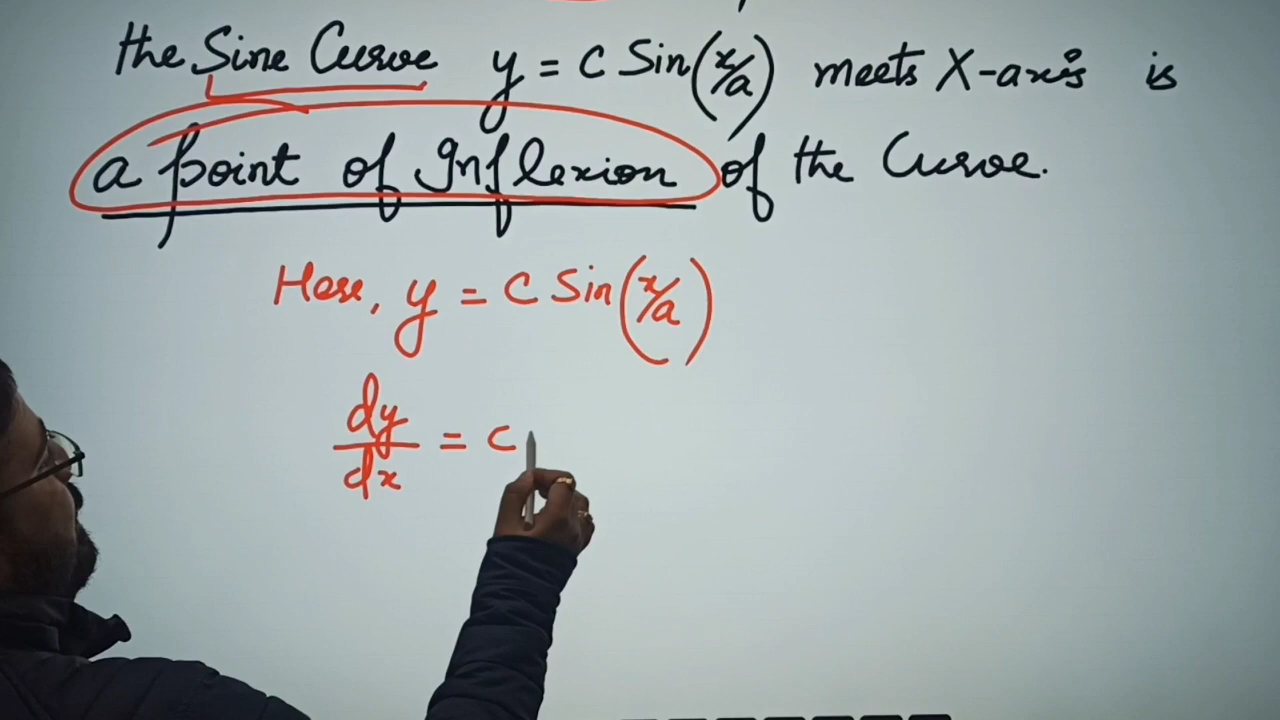 the Sine Curve y = c Sin(x/a) meets X-axis is
a point of Inflexion of the Curve.
Here, y = c Sin(x/a)
dy/dx = c